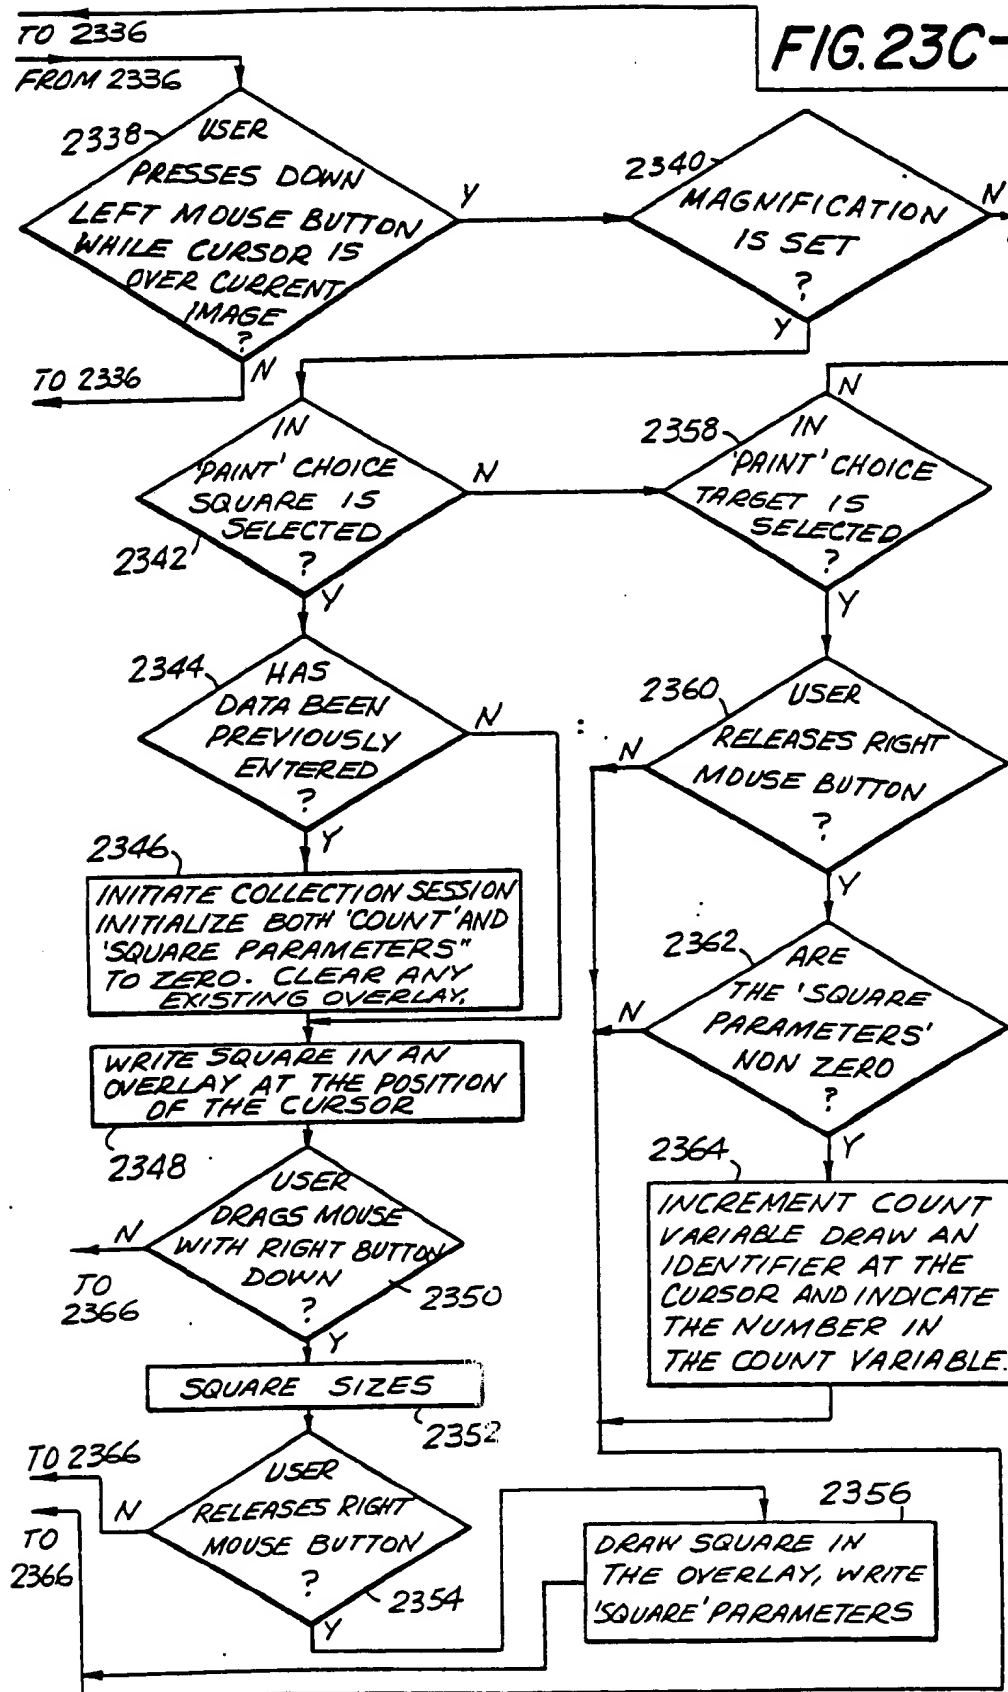 TO 2336
FIG. 23C-
FROM 2336
2338
USER
PRESSES DOWN
LEFT MOUSE BUTTON
WHILE CURSOR IS
OVER CURRENT
IMAGE
?
Y
N
TO 2336
2340
MAGNIFICATION
IS SET
?
N
Y
IN
'PAINT' CHOICE
SQUARE IS
SELECTED
?
2342
N
Y
2358
IN
'PAINT' CHOICE
TARGET IS
SELECTED
?
N
Y
2344
HAS
DATA BEEN
PREVIOUSLY
ENTERED
?
N
Y
2360
USER
RELEASES RIGHT
MOUSE BUTTON
?
N
Y
2346
INITIATE COLLECTION SESSION
INITIALIZE BOTH 'COUNT' AND
'SQUARE PARAMETERS"
TO ZERO. CLEAR ANY
EXISTING OVERLAY.
2362
ARE
THE 'SQUARE
PARAMETERS'
NON ZERO
?
N
Y
WRITE SQUARE IN AN
OVERLAY AT THE POSITION
OF THE CURSOR
2348
2364
INCREMENT COUNT
VARIABLE DRAW AN
IDENTIFIER AT THE
CURSOR AND INDICATE
THE NUMBER IN
THE COUNT VARIABLE.
USER
DRAGS MOUSE
WITH RIGHT BUTTON
DOWN
?
2350
N
TO
2366
Y
SQUARE SIZES
2352
TO 2366
USER
RELEASES RIGHT
MOUSE BUTTON
?
2354
N
TO
2366
Y
2356
DRAW SQUARE IN
THE OVERLAY, WRITE
'SQUARE' PARAMETERS